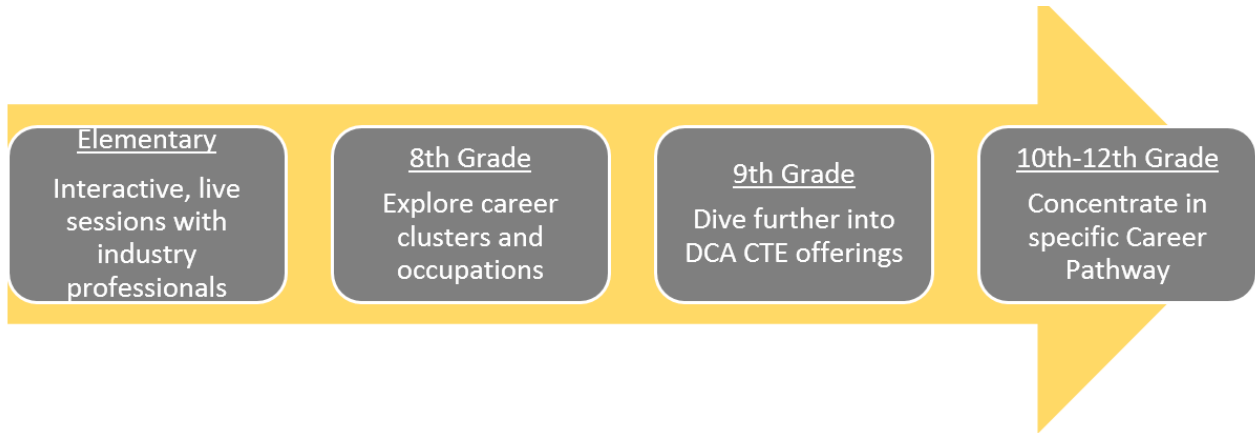 Elementary
Interactive, live
sessions with
industry
professionals
8th Grade
Explore career
clusters and
occupations
9th Grade
Dive further into
DCA CTE offerings
10th-12th Grade
Concentrate in
specific Career
Pathway